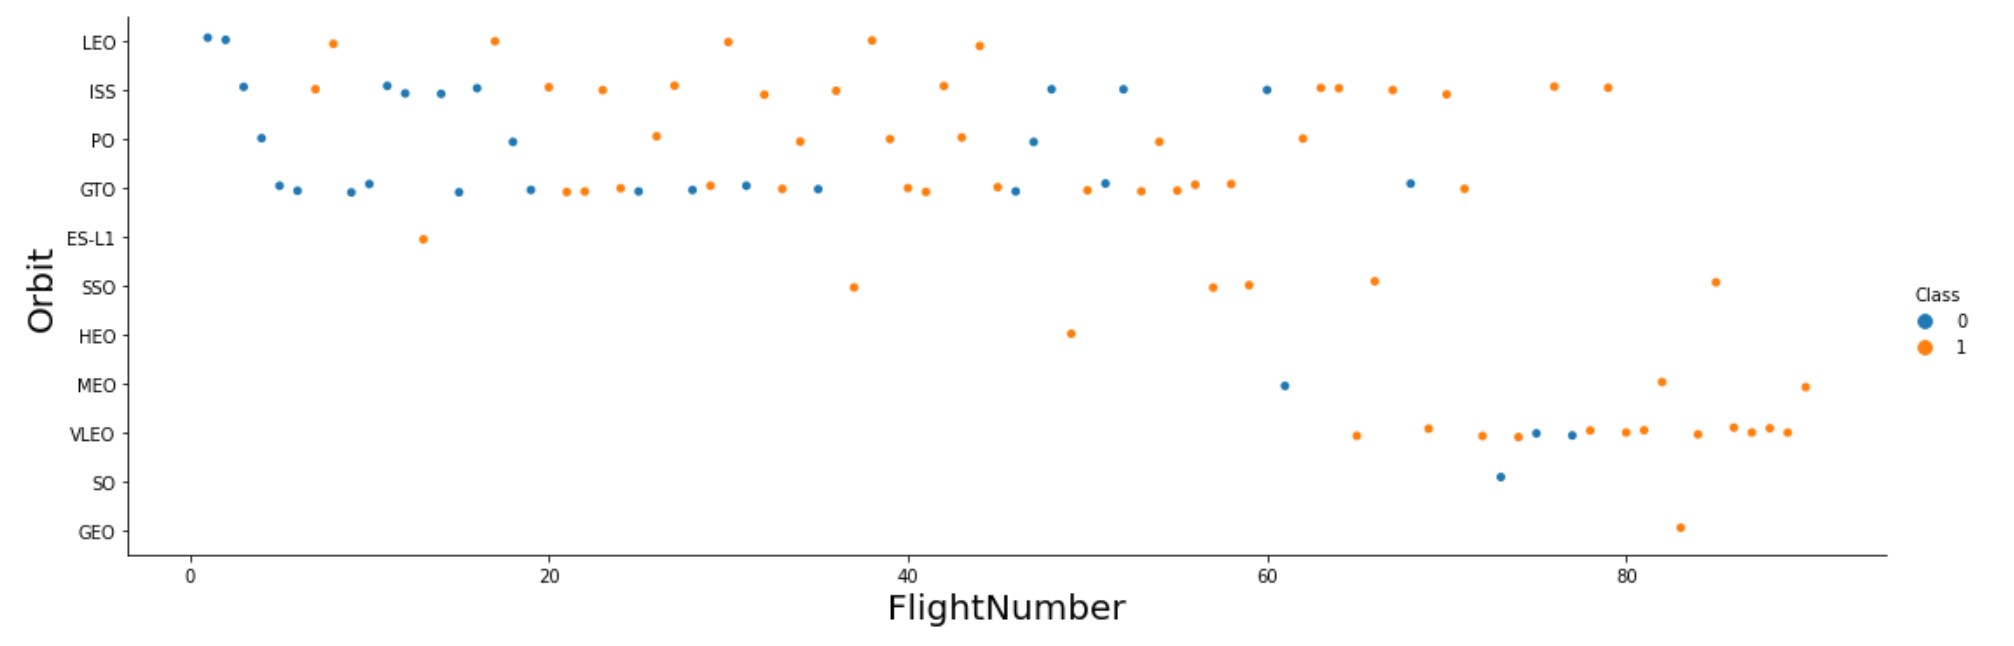 LEO
ISS
PO
GTO
ES-L1
SSO
HEO
MEO
VLEO
SO
GEO
Orbit
0 20 40 60 80
FlightNumber
Class
0
1